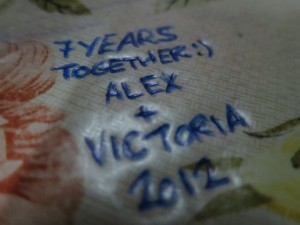 7 YEARS
TOGETHER:)
ALEX
+
VICTORIA
2012